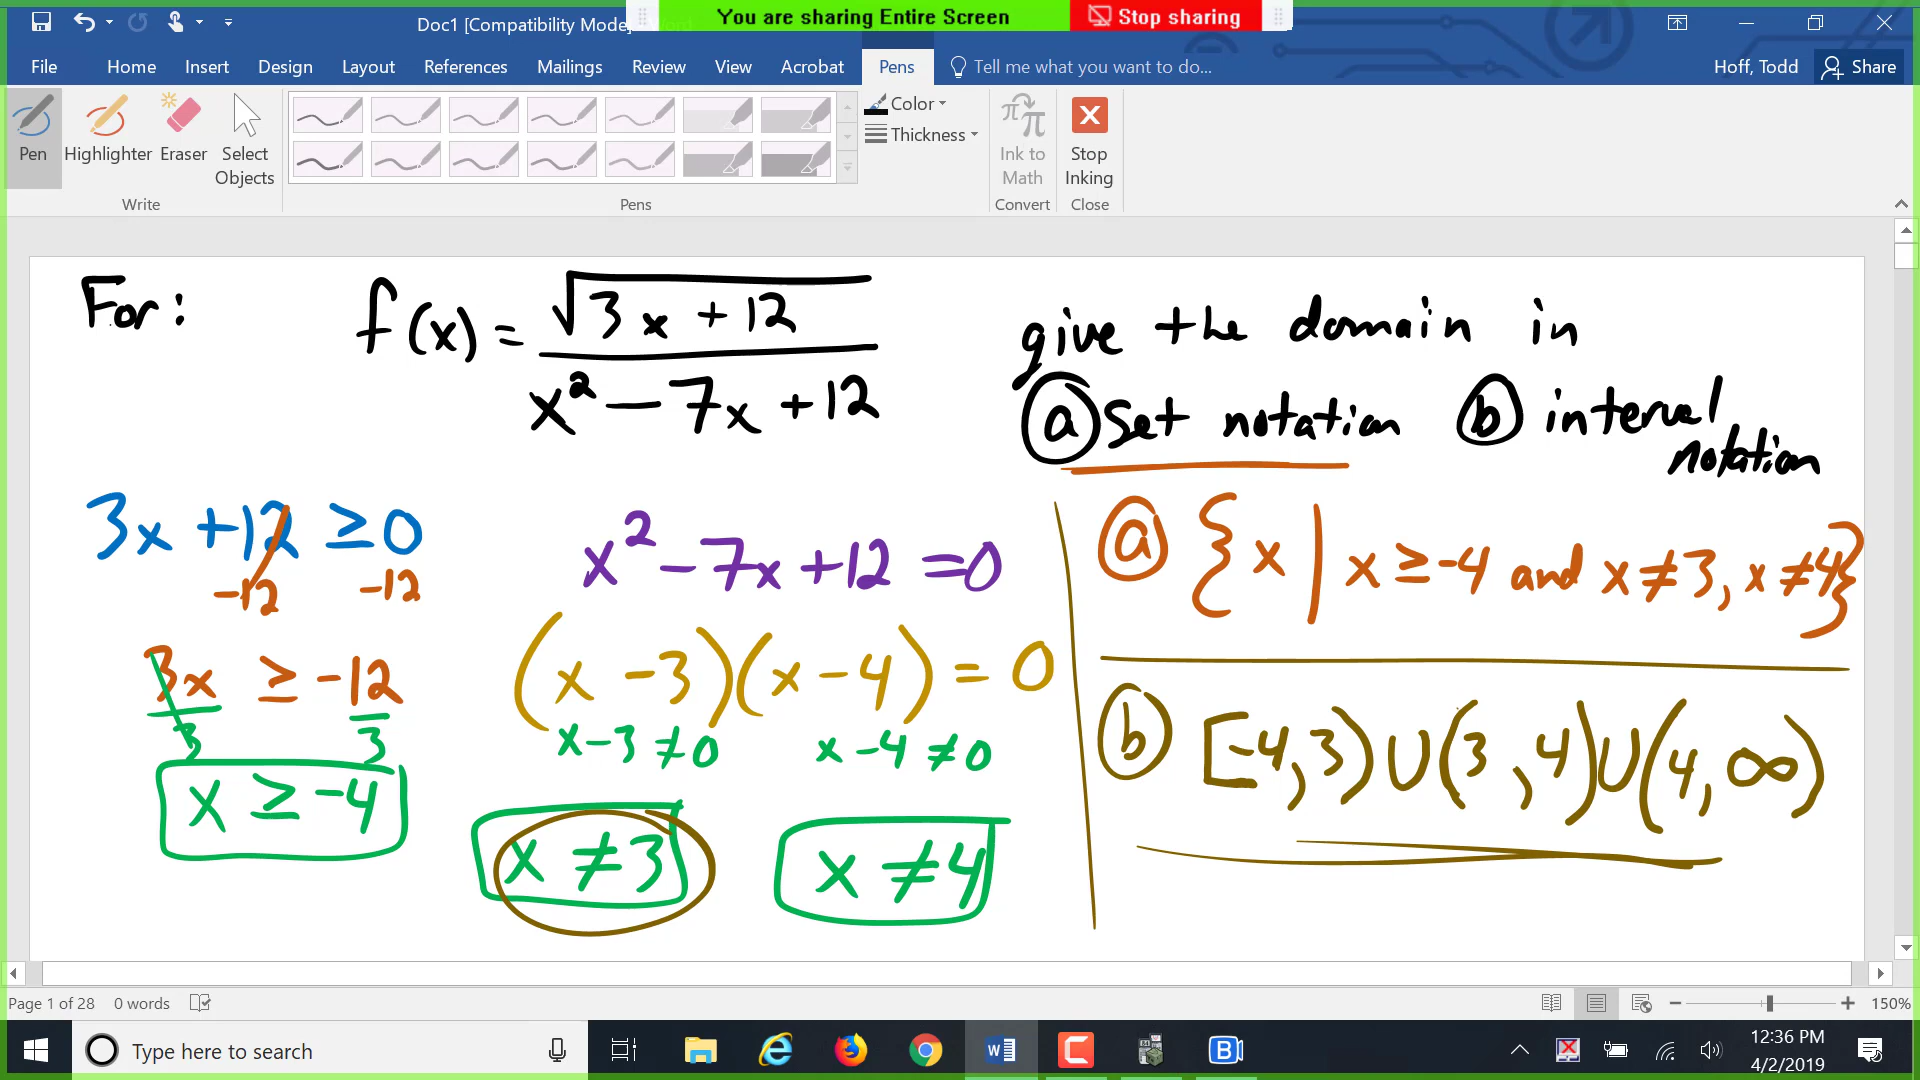 You are sharing Entire Screen
Stop sharing
Doc1 [Compatibility Mode]
File Home Insert Design Layout References Mailings Review View Acrobat Pens Tell me what you want to do... Hoff, Todd Share
Pen Highlighter Eraser Select Objects
Color
Thickness
Ink to Math
Stop Inking
Write Pens Convert Close
For: f(x) = √(3x + 12) / (x² − 7x + 12)
give the domain in
ⓐ Set notation ⓑ interval notation
3x + 12 ≥ 0
−12 −12
3x ≥ −12
3 3
x ≥ −4
x² − 7x + 12 = 0
(x − 3)(x − 4) = 0
x − 3 ≠ 0 x − 4 ≠ 0
x ≠ 3 x ≠ 4
ⓐ {x | x ≥ −4 and x ≠ 3, x ≠ 4}
ⓑ [−4, 3) ∪ (3, 4) ∪ (4, ∞)
Page 1 of 28 0 words 150%
Type here to search
12:36 PM
4/2/2019